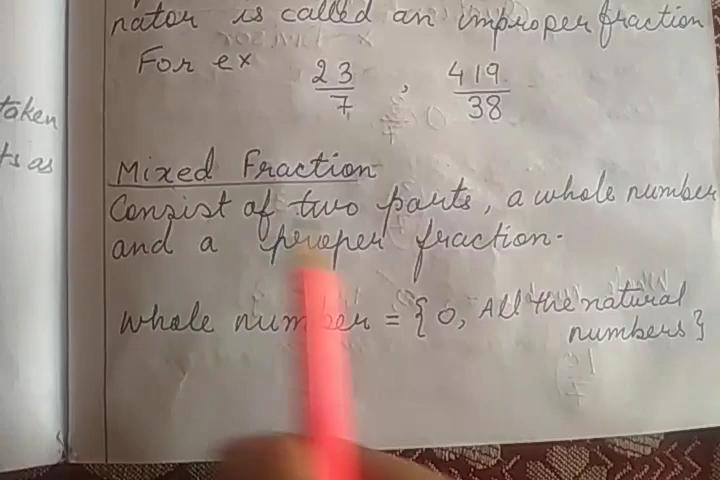 nator is called an improper fraction
For ex 23/7 , 419/38
taken
ts as
Mixed Fraction
Consist of two parts, a whole number
and a proper fraction.
whole number = { 0, All the natural
numbers}